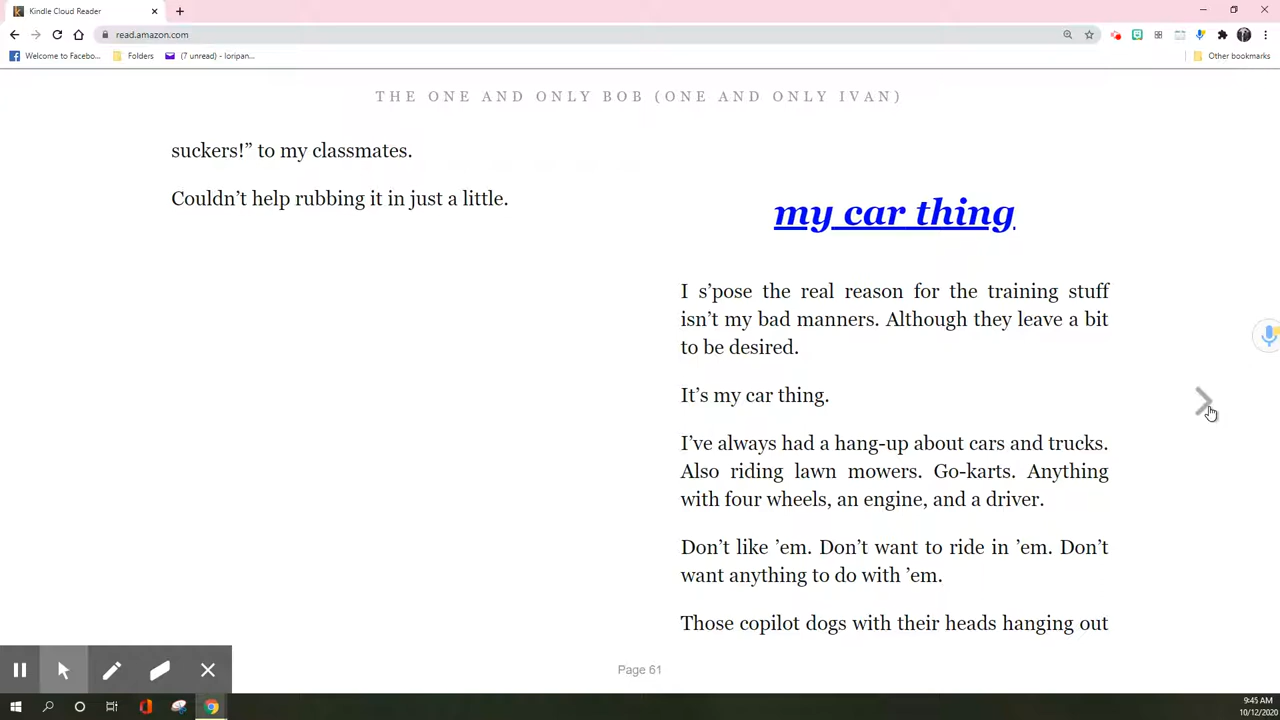 Kindle Cloud Reader
read.amazon.com
Welcome to Facebo...
Folders
(7 unread) - loripan...
Other bookmarks
THE ONE AND ONLY BOB (ONE AND ONLY IVAN)
suckers!” to my classmates.
Couldn’t help rubbing it in just a little.
my car thing
I s’pose the real reason for the training stuff
isn’t my bad manners. Although they leave a bit
to be desired.
It’s my car thing.
I’ve always had a hang-up about cars and trucks.
Also riding lawn mowers. Go-karts. Anything
with four wheels, an engine, and a driver.
Don’t like ’em. Don’t want to ride in ’em. Don’t
want anything to do with ’em.
Those copilot dogs with their heads hanging out
Page 61
9:45 AM
10/12/2020